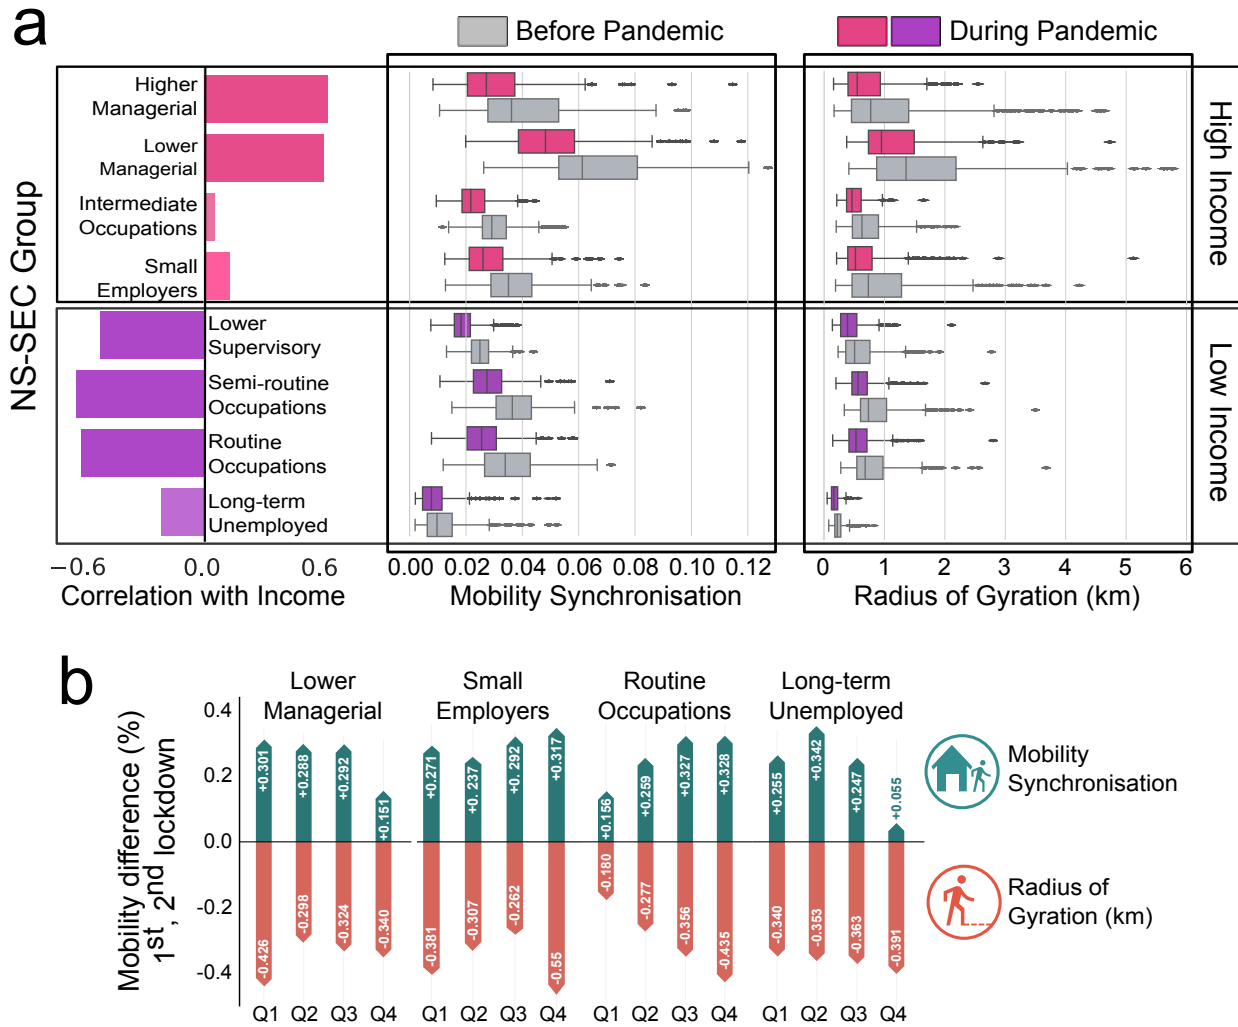 a
Before Pandemic
During Pandemic
NS-SEC Group
Higher
Managerial
Lower
Managerial
Intermediate
Occupations
Small
Employers
Lower
Supervisory
Semi-routine
Occupations
Routine
Occupations
Long-term
Unemployed
High Income
Low Income
−0.6 0.0 0.6
Correlation with Income
0.00 0.02 0.04 0.06 0.08 0.10 0.12
Mobility Synchronisation
0 1 2 3 4 5 6
Radius of Gyration (km)
b
Mobility difference (%)
1st, 2nd lockdown
Lower
Managerial
Small
Employers
Routine
Occupations
Long-term
Unemployed
0.4
0.2
0.0
-0.2
-0.4
+0.301 +0.288 +0.292 +0.151
+0.271 +0. 237 +0. 292 +0.317
+0.156 +0.259 +0.327 +0.328
+0.255 +0.342 +0.247 +0.055
-0.426 -0.298 -0.324 -0.340
-0.381 -0.307 -0.262 -0.55
-0.180 -0.277 -0.356 -0.435
-0.340 -0.353 -0.363 -0.391
Q1 Q2 Q3 Q4 Q1 Q2 Q3 Q4 Q1 Q2 Q3 Q4 Q1 Q2 Q3 Q4
Mobility
Synchronisation
Radius of
Gyration (km)